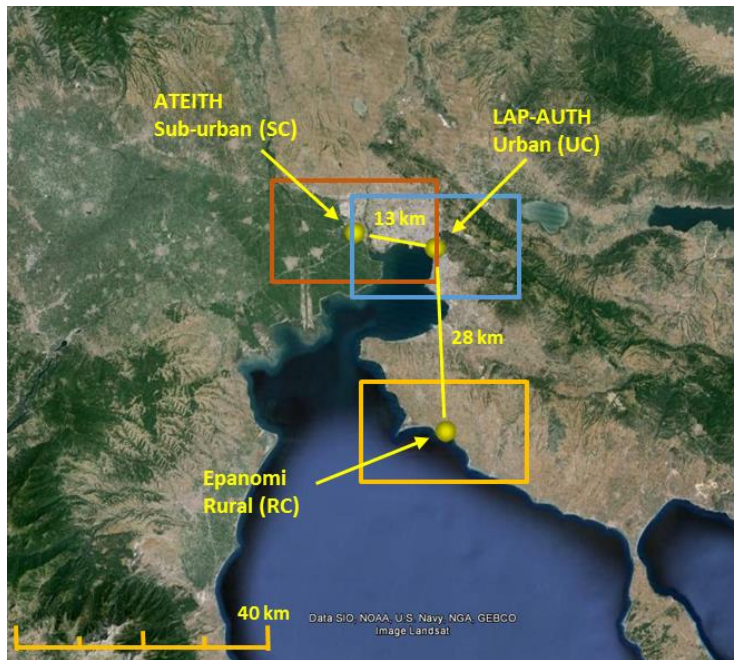 ATEITH
Sub-urban (SC)
LAP-AUTH
Urban (UC)
13 km
28 km
Epanomi
Rural (RC)
40 km
Data SIO, NOAA, U.S. Navy, NGA, GEBCO
Image Landsat